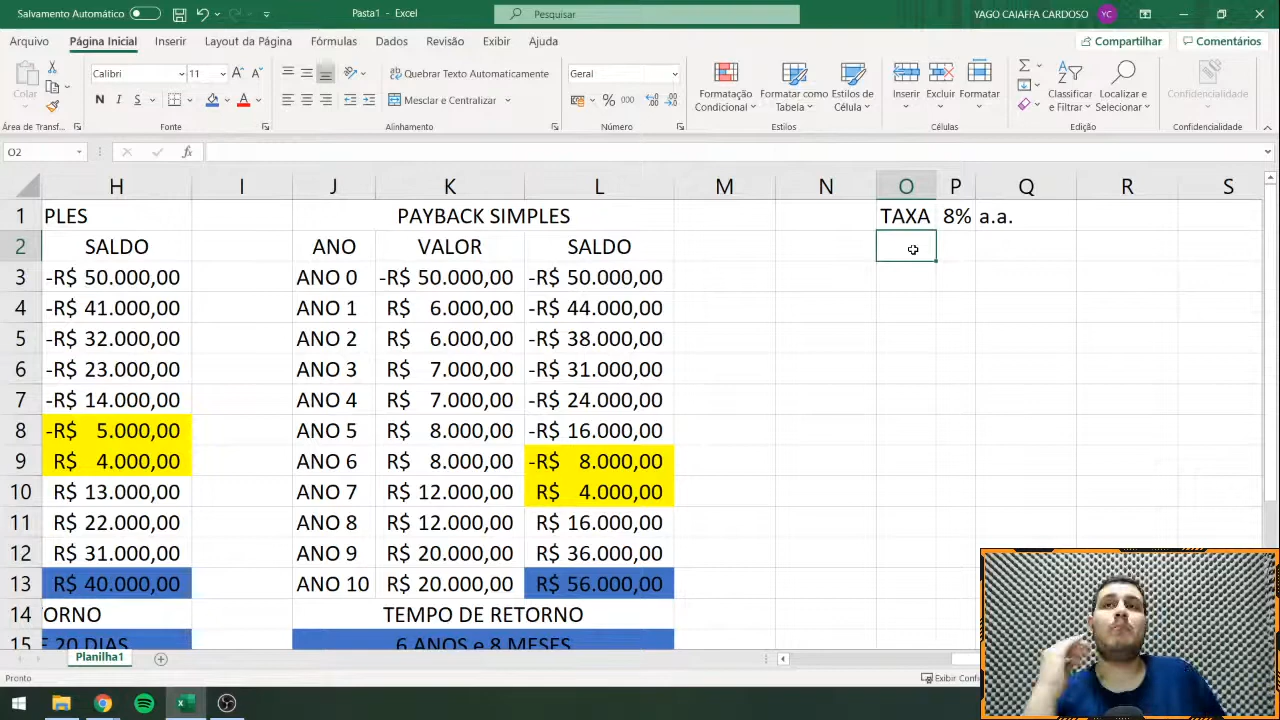 Salvamento Automático
Pasta1 - Excel
Pesquisar
YAGO CAIAFFA CARDOSO YC
Arquivo Página Inicial Inserir Layout da Página Fórmulas Dados Revisão Exibir Ajuda Compartilhar Comentários
Colar
Calibri 11
N I S
A A
Quebrar Texto Automaticamente
Mesclar e Centralizar
Geral
% 000
Formatação Condicional
Formatar como Tabela
Estilos de Célula
Inserir Excluir Formatar
Classificar e Filtrar
Localizar e Selecionar
Confidencialidade
Área de Transf... Fonte Alinhamento Número Estilos Células Edição Confidencialidade
O2 fx
H I J K L M N O P Q R S
1 PLES PAYBACK SIMPLES TAXA 8% a.a.
2 SALDO ANO VALOR SALDO
3 -R$ 50.000,00 ANO 0 -R$ 50.000,00 -R$ 50.000,00
4 -R$ 41.000,00 ANO 1 R$ 6.000,00 -R$ 44.000,00
5 -R$ 32.000,00 ANO 2 R$ 6.000,00 -R$ 38.000,00
6 -R$ 23.000,00 ANO 3 R$ 7.000,00 -R$ 31.000,00
7 -R$ 14.000,00 ANO 4 R$ 7.000,00 -R$ 24.000,00
8 -R$ 5.000,00 ANO 5 R$ 8.000,00 -R$ 16.000,00
9 R$ 4.000,00 ANO 6 R$ 8.000,00 -R$ 8.000,00
10 R$ 13.000,00 ANO 7 R$ 12.000,00 R$ 4.000,00
11 R$ 22.000,00 ANO 8 R$ 12.000,00 R$ 16.000,00
12 R$ 31.000,00 ANO 9 R$ 20.000,00 R$ 36.000,00
13 R$ 40.000,00 ANO 10 R$ 20.000,00 R$ 56.000,00
14 ORNO TEMPO DE RETORNO
15 E 20 DIAS 6 ANOS e 8 MESES
Planilha1
Pronto
Exibir Confi